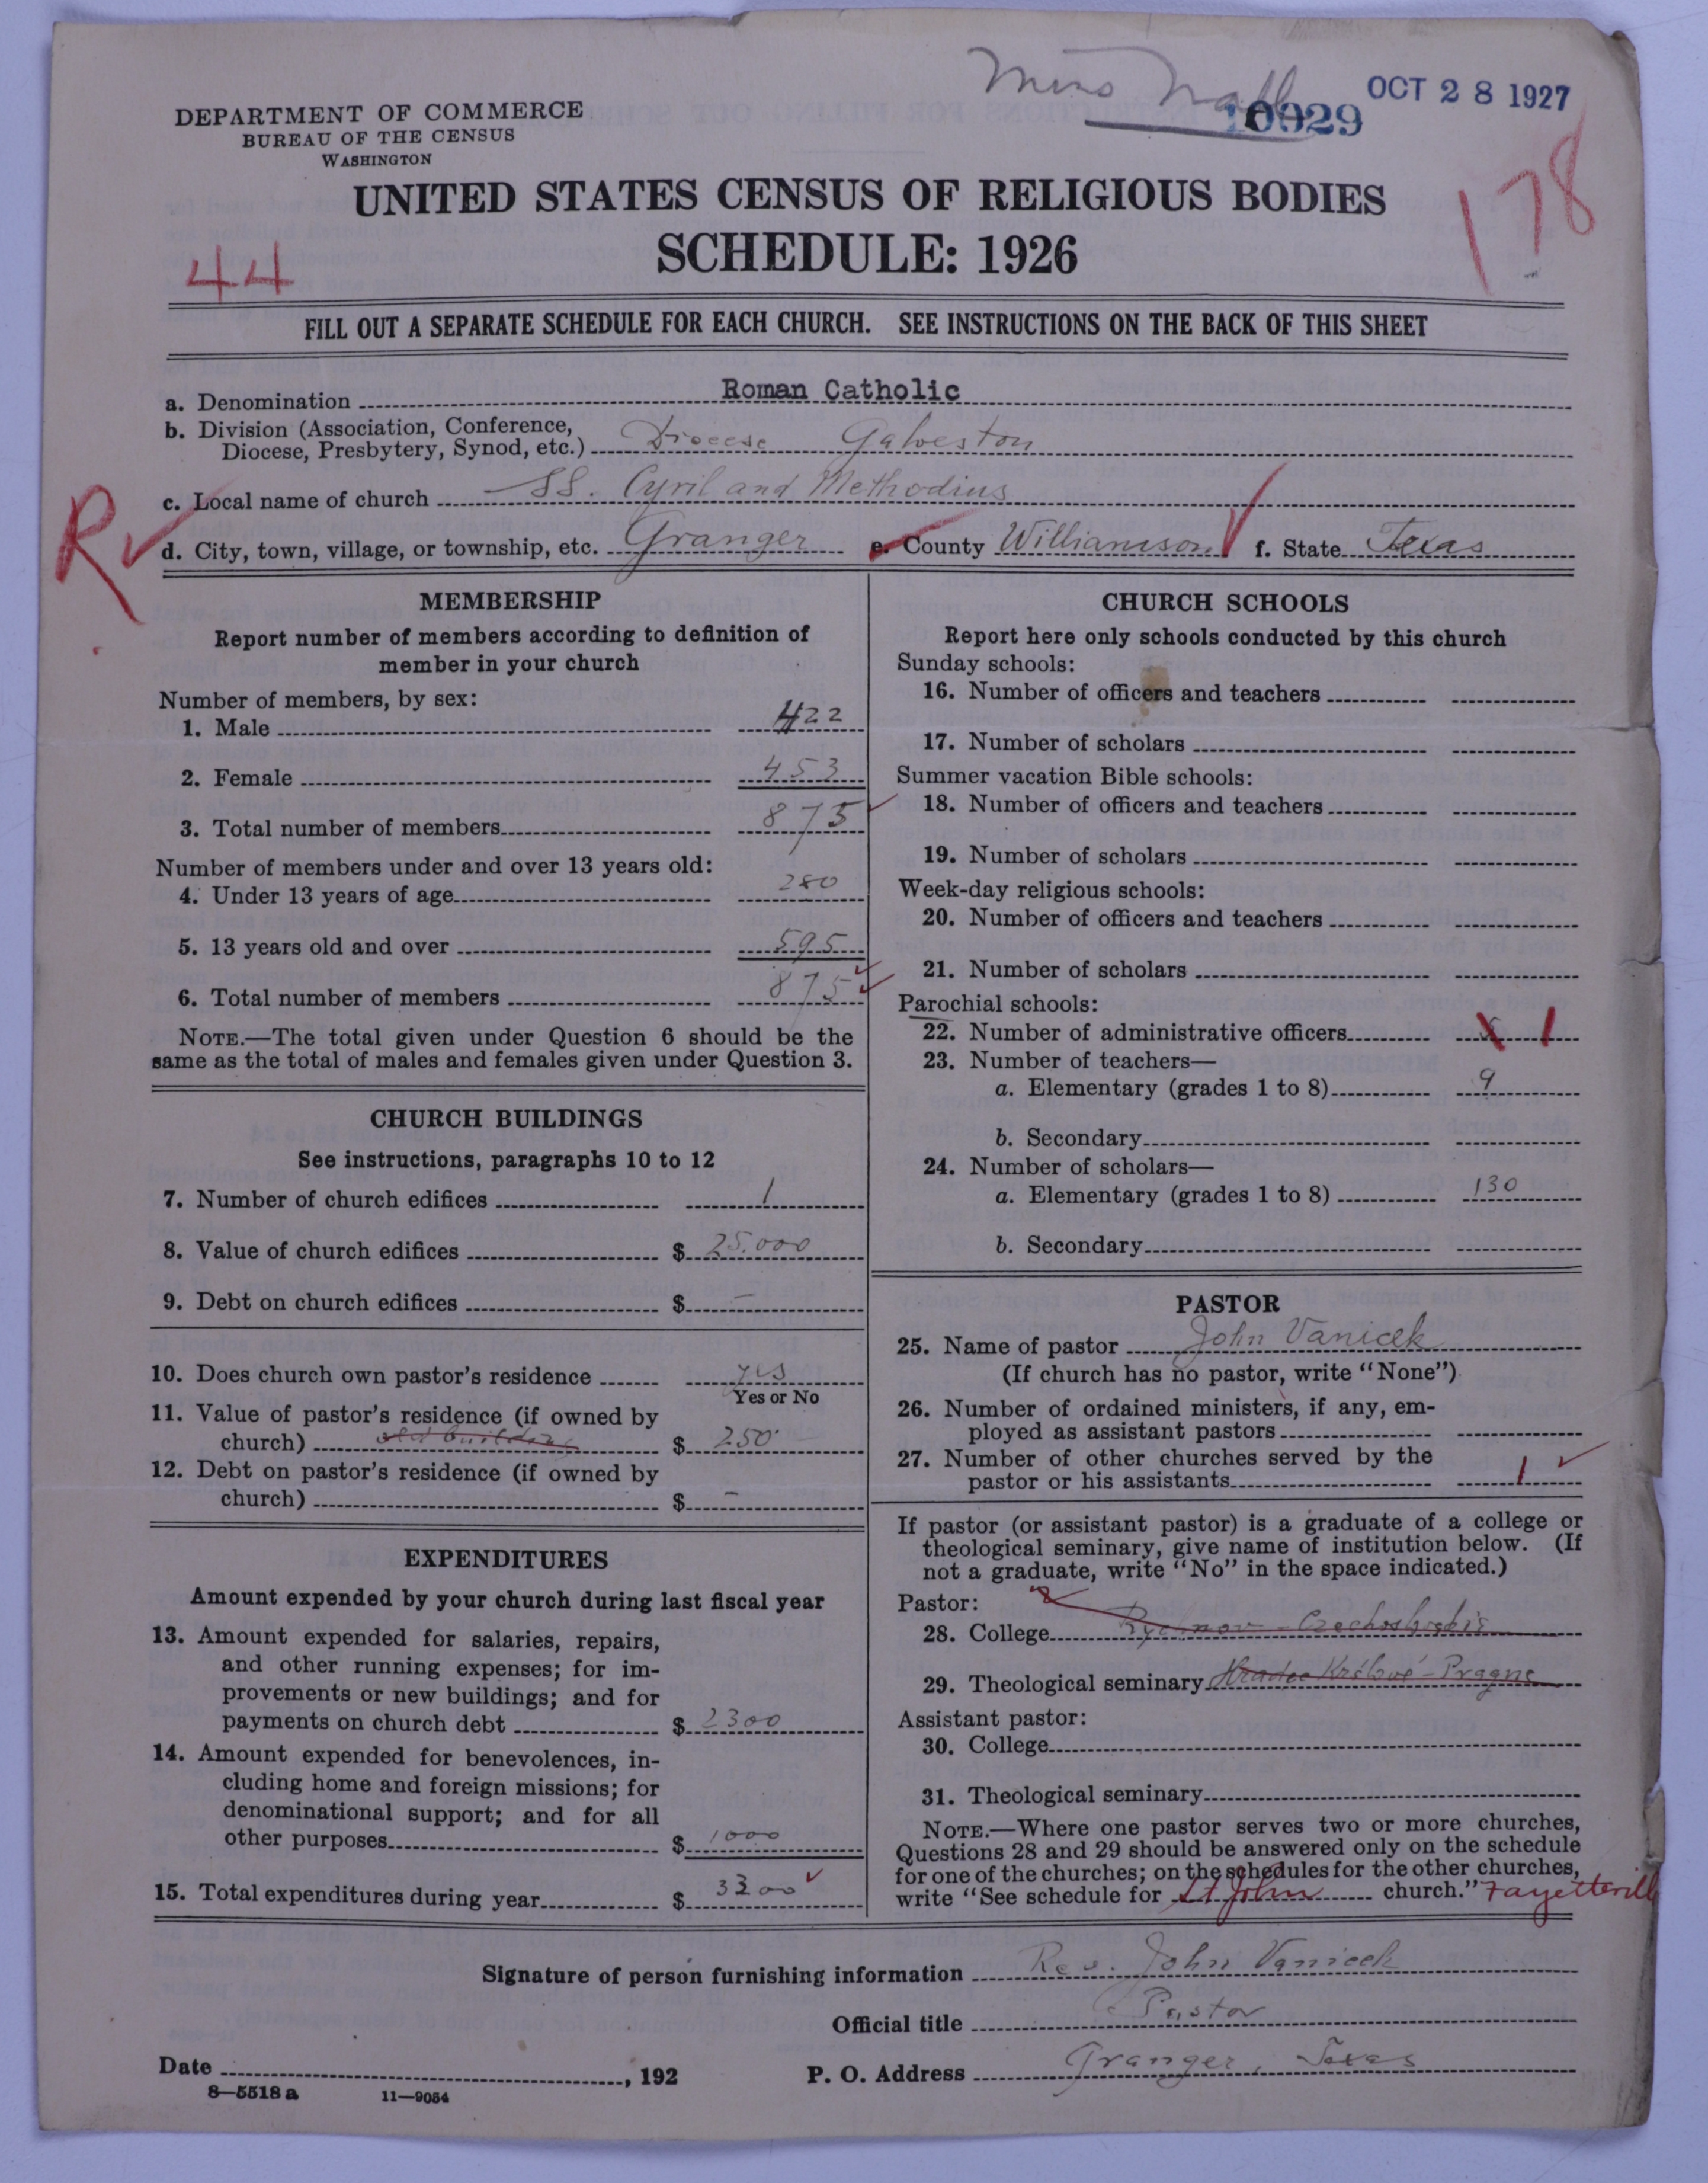 Miss Nall
10929
OCT 28 1927
DEPARTMENT OF COMMERCE
BUREAU OF THE CENSUS
WASHINGTON
178
UNITED STATES CENSUS OF RELIGIOUS BODIES
SCHEDULE: 1926
44
FILL OUT A SEPARATE SCHEDULE FOR EACH CHURCH. SEE INSTRUCTIONS ON THE BACK OF THIS SHEET
a. Denomination Roman Catholic
b. Division (Association, Conference,
Diocese, Presbytery, Synod, etc.) Diocese Galveston
c. Local name of church SS. Cyril and Methodius
R
d. City, town, village, or township, etc. Granger e. County Williamson f. State Texas
MEMBERSHIP
Report number of members according to definition of
member in your church
Number of members, by sex:
1. Male 422
2. Female 453
3. Total number of members 875
Number of members under and over 13 years old:
4. Under 13 years of age 280
5. 13 years old and over 595
6. Total number of members 875
NOTE.—The total given under Question 6 should be the
same as the total of males and females given under Question 3.
CHURCH BUILDINGS
See instructions, paragraphs 10 to 12
7. Number of church edifices 1
8. Value of church edifices $ 25.000
9. Debt on church edifices $ —
10. Does church own pastor's residence yes
Yes or No
11. Value of pastor's residence (if owned by
church) old building $ 250
12. Debt on pastor's residence (if owned by
church) $ —
EXPENDITURES
Amount expended by your church during last fiscal year
13. Amount expended for salaries, repairs,
and other running expenses; for im-
provements or new buildings; and for
payments on church debt $ 2300
14. Amount expended for benevolences, in-
cluding home and foreign missions; for
denominational support; and for all
other purposes $ 1000
15. Total expenditures during year $ 3300
CHURCH SCHOOLS
Report here only schools conducted by this church
Sunday schools:
16. Number of officers and teachers
17. Number of scholars
Summer vacation Bible schools:
18. Number of officers and teachers
19. Number of scholars
Week-day religious schools:
20. Number of officers and teachers
21. Number of scholars
Parochial schools:
22. Number of administrative officers 1
23. Number of teachers—
a. Elementary (grades 1 to 8) 9
b. Secondary
24. Number of scholars—
a. Elementary (grades 1 to 8) 130
b. Secondary
PASTOR
25. Name of pastor John Vanicek
(If church has no pastor, write "None")
26. Number of ordained ministers, if any, em-
ployed as assistant pastors
27. Number of other churches served by the
pastor or his assistants 1
If pastor (or assistant pastor) is a graduate of a college or
theological seminary, give name of institution below. (If
not a graduate, write "No" in the space indicated.)
Pastor:
28. College
29. Theological seminary Hradec Králové - Prague
Assistant pastor:
30. College
31. Theological seminary
NOTE.—Where one pastor serves two or more churches,
Questions 28 and 29 should be answered only on the schedule
for one of the churches; on the schedules for the other churches,
write "See schedule for St John church." Fayetteville
Signature of person furnishing information Rev. John Vanicek
Official title Pastor
Date , 192 P. O. Address Granger, Texas
8—5518 a 11—9054